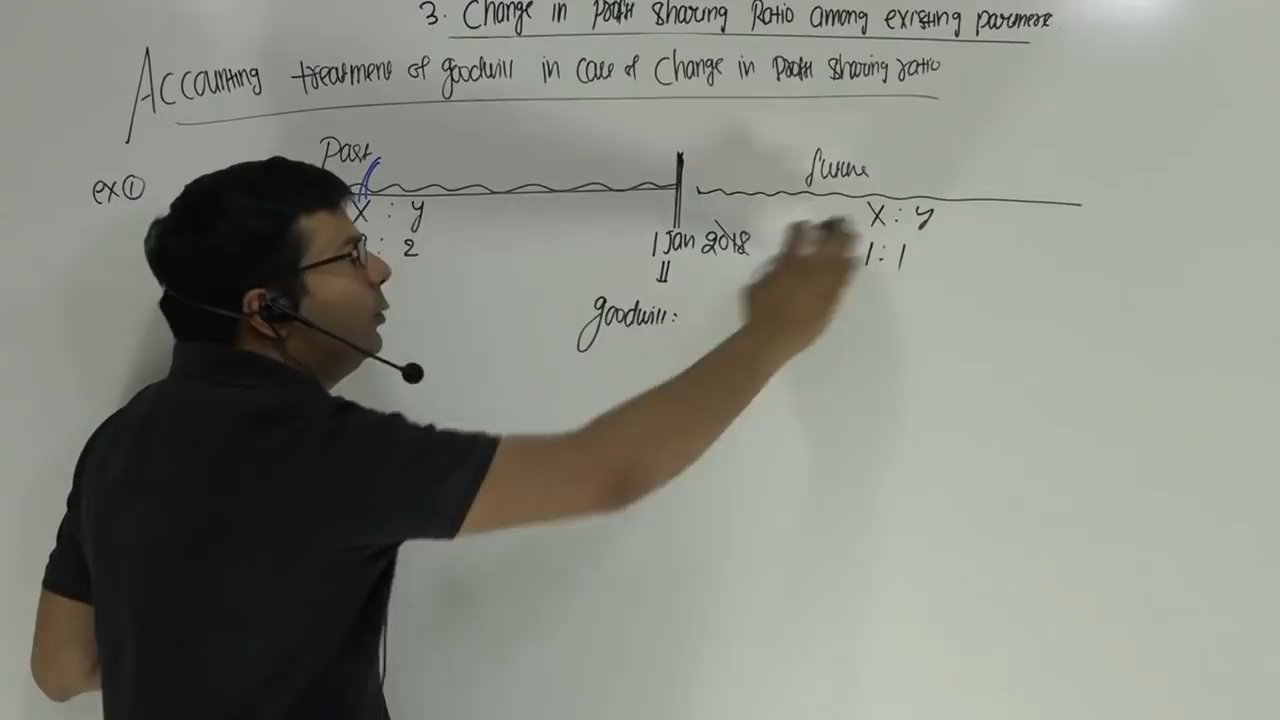 3. Change in Profit Sharing Ratio among existing partners
Accounting treatment of goodwill in case of Change in Profit sharing ratio
Past
future
ex ①
X : y
X : y
: 2
1 Jan 2018
1 : 1
goodwill: